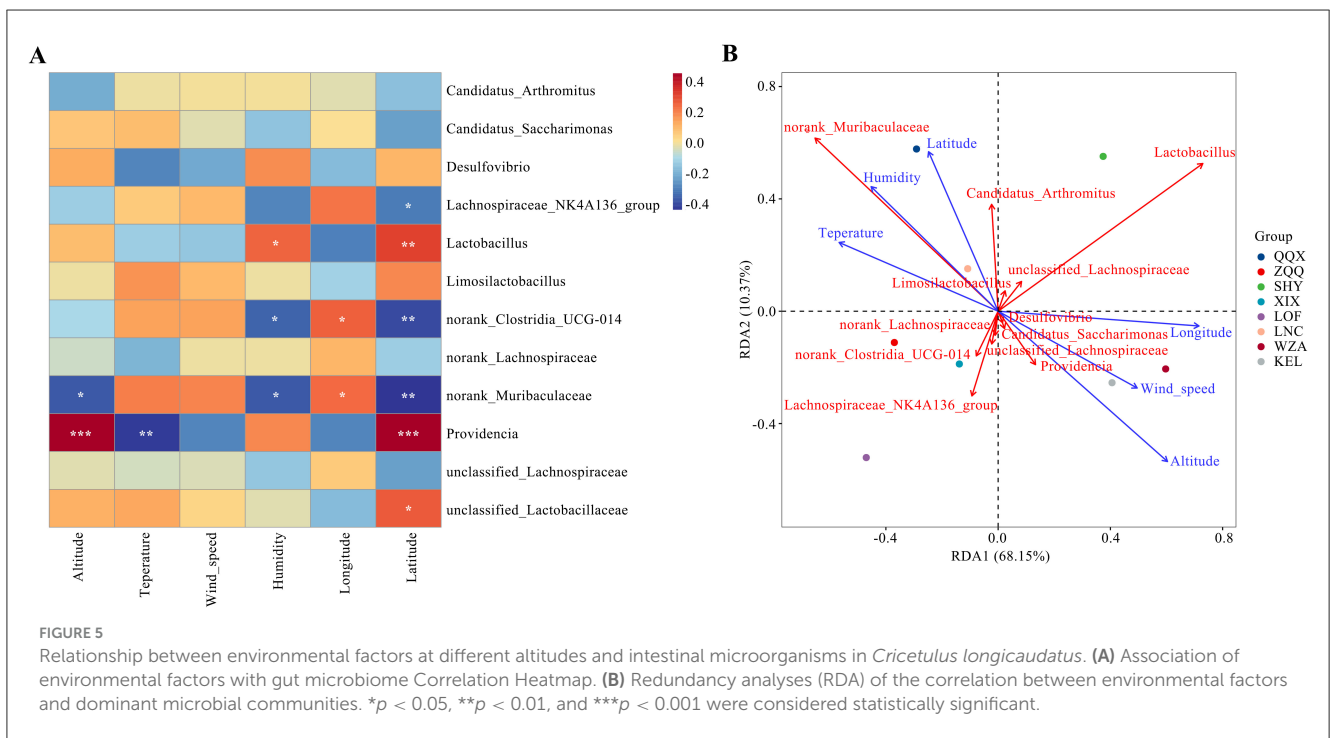 A
Candidatus_Arthromitus
Candidatus_Saccharimonas
Desulfovibrio
Lachnospiraceae_NK4A136_group
*
Lactobacillus
* **
Limosilactobacillus
norank_Clostridia_UCG-014
* * **
norank_Lachnospiraceae
norank_Muribaculaceae
* * * **
Providencia
*** ** ***
unclassified_Lachnospiraceae
unclassified_Lactobacillaceae
*
Altitude
Teperature
Wind_speed
Humidity
Longitude
Latitude
0.4
0.2
0.0
-0.2
-0.4
B
RDA2 (10.37%)
0.8
0.4
0.0
-0.4
norank_Muribaculaceae
Latitude
Lactobacillus
Humidity
Candidatus_Arthromitus
Teperature
unclassified_Lachnospiraceae
Limosilactobacillus
Desulfovibrio
norank_Lachnospiraceae
Candidatus_Saccharimonas
Longitude
norank_Clostridia_UCG-014
unclassified_Lachnospiraceae
Providencia
Wind_speed
Lachnospiraceae_NK4A136_group
Altitude
-0.4
0.0
0.4
0.8
RDA1 (68.15%)
Group
QQX
ZQQ
SHY
XIX
LOF
LNC
WZA
KEL
FIGURE 5
Relationship between environmental factors at different altitudes and intestinal microorganisms in Cricetulus longicaudatus. (A) Association of
environmental factors with gut microbiome Correlation Heatmap. (B) Redundancy analyses (RDA) of the correlation between environmental factors
and dominant microbial communities. *p < 0.05, **p < 0.01, and ***p < 0.001 were considered statistically significant.